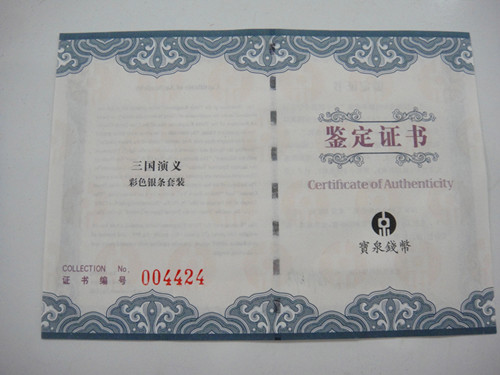 三国演义
彩色银条套装
COLLECTION No.
证书编号 004424
鉴定证书
Certificate of Authenticity
寶泉錢幣